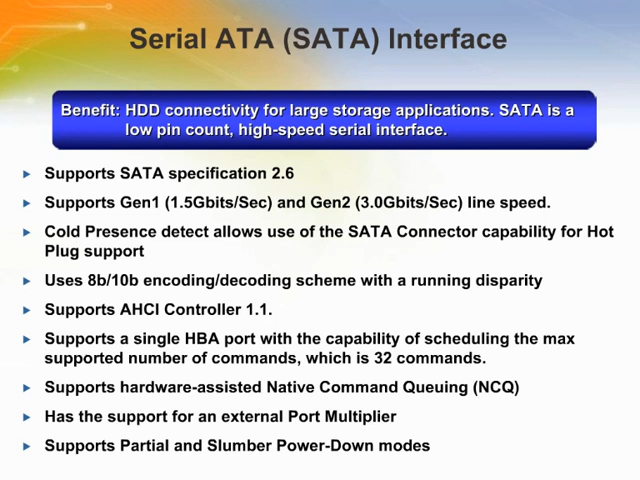 Serial ATA (SATA) Interface
Benefit: HDD connectivity for large storage applications. SATA is a
low pin count, high-speed serial interface.
Supports SATA specification 2.6
Supports Gen1 (1.5Gbits/Sec) and Gen2 (3.0Gbits/Sec) line speed.
Cold Presence detect allows use of the SATA Connector capability for Hot
Plug support
Uses 8b/10b encoding/decoding scheme with a running disparity
Supports AHCI Controller 1.1.
Supports a single HBA port with the capability of scheduling the max
supported number of commands, which is 32 commands.
Supports hardware-assisted Native Command Queuing (NCQ)
Has the support for an external Port Multiplier
Supports Partial and Slumber Power-Down modes